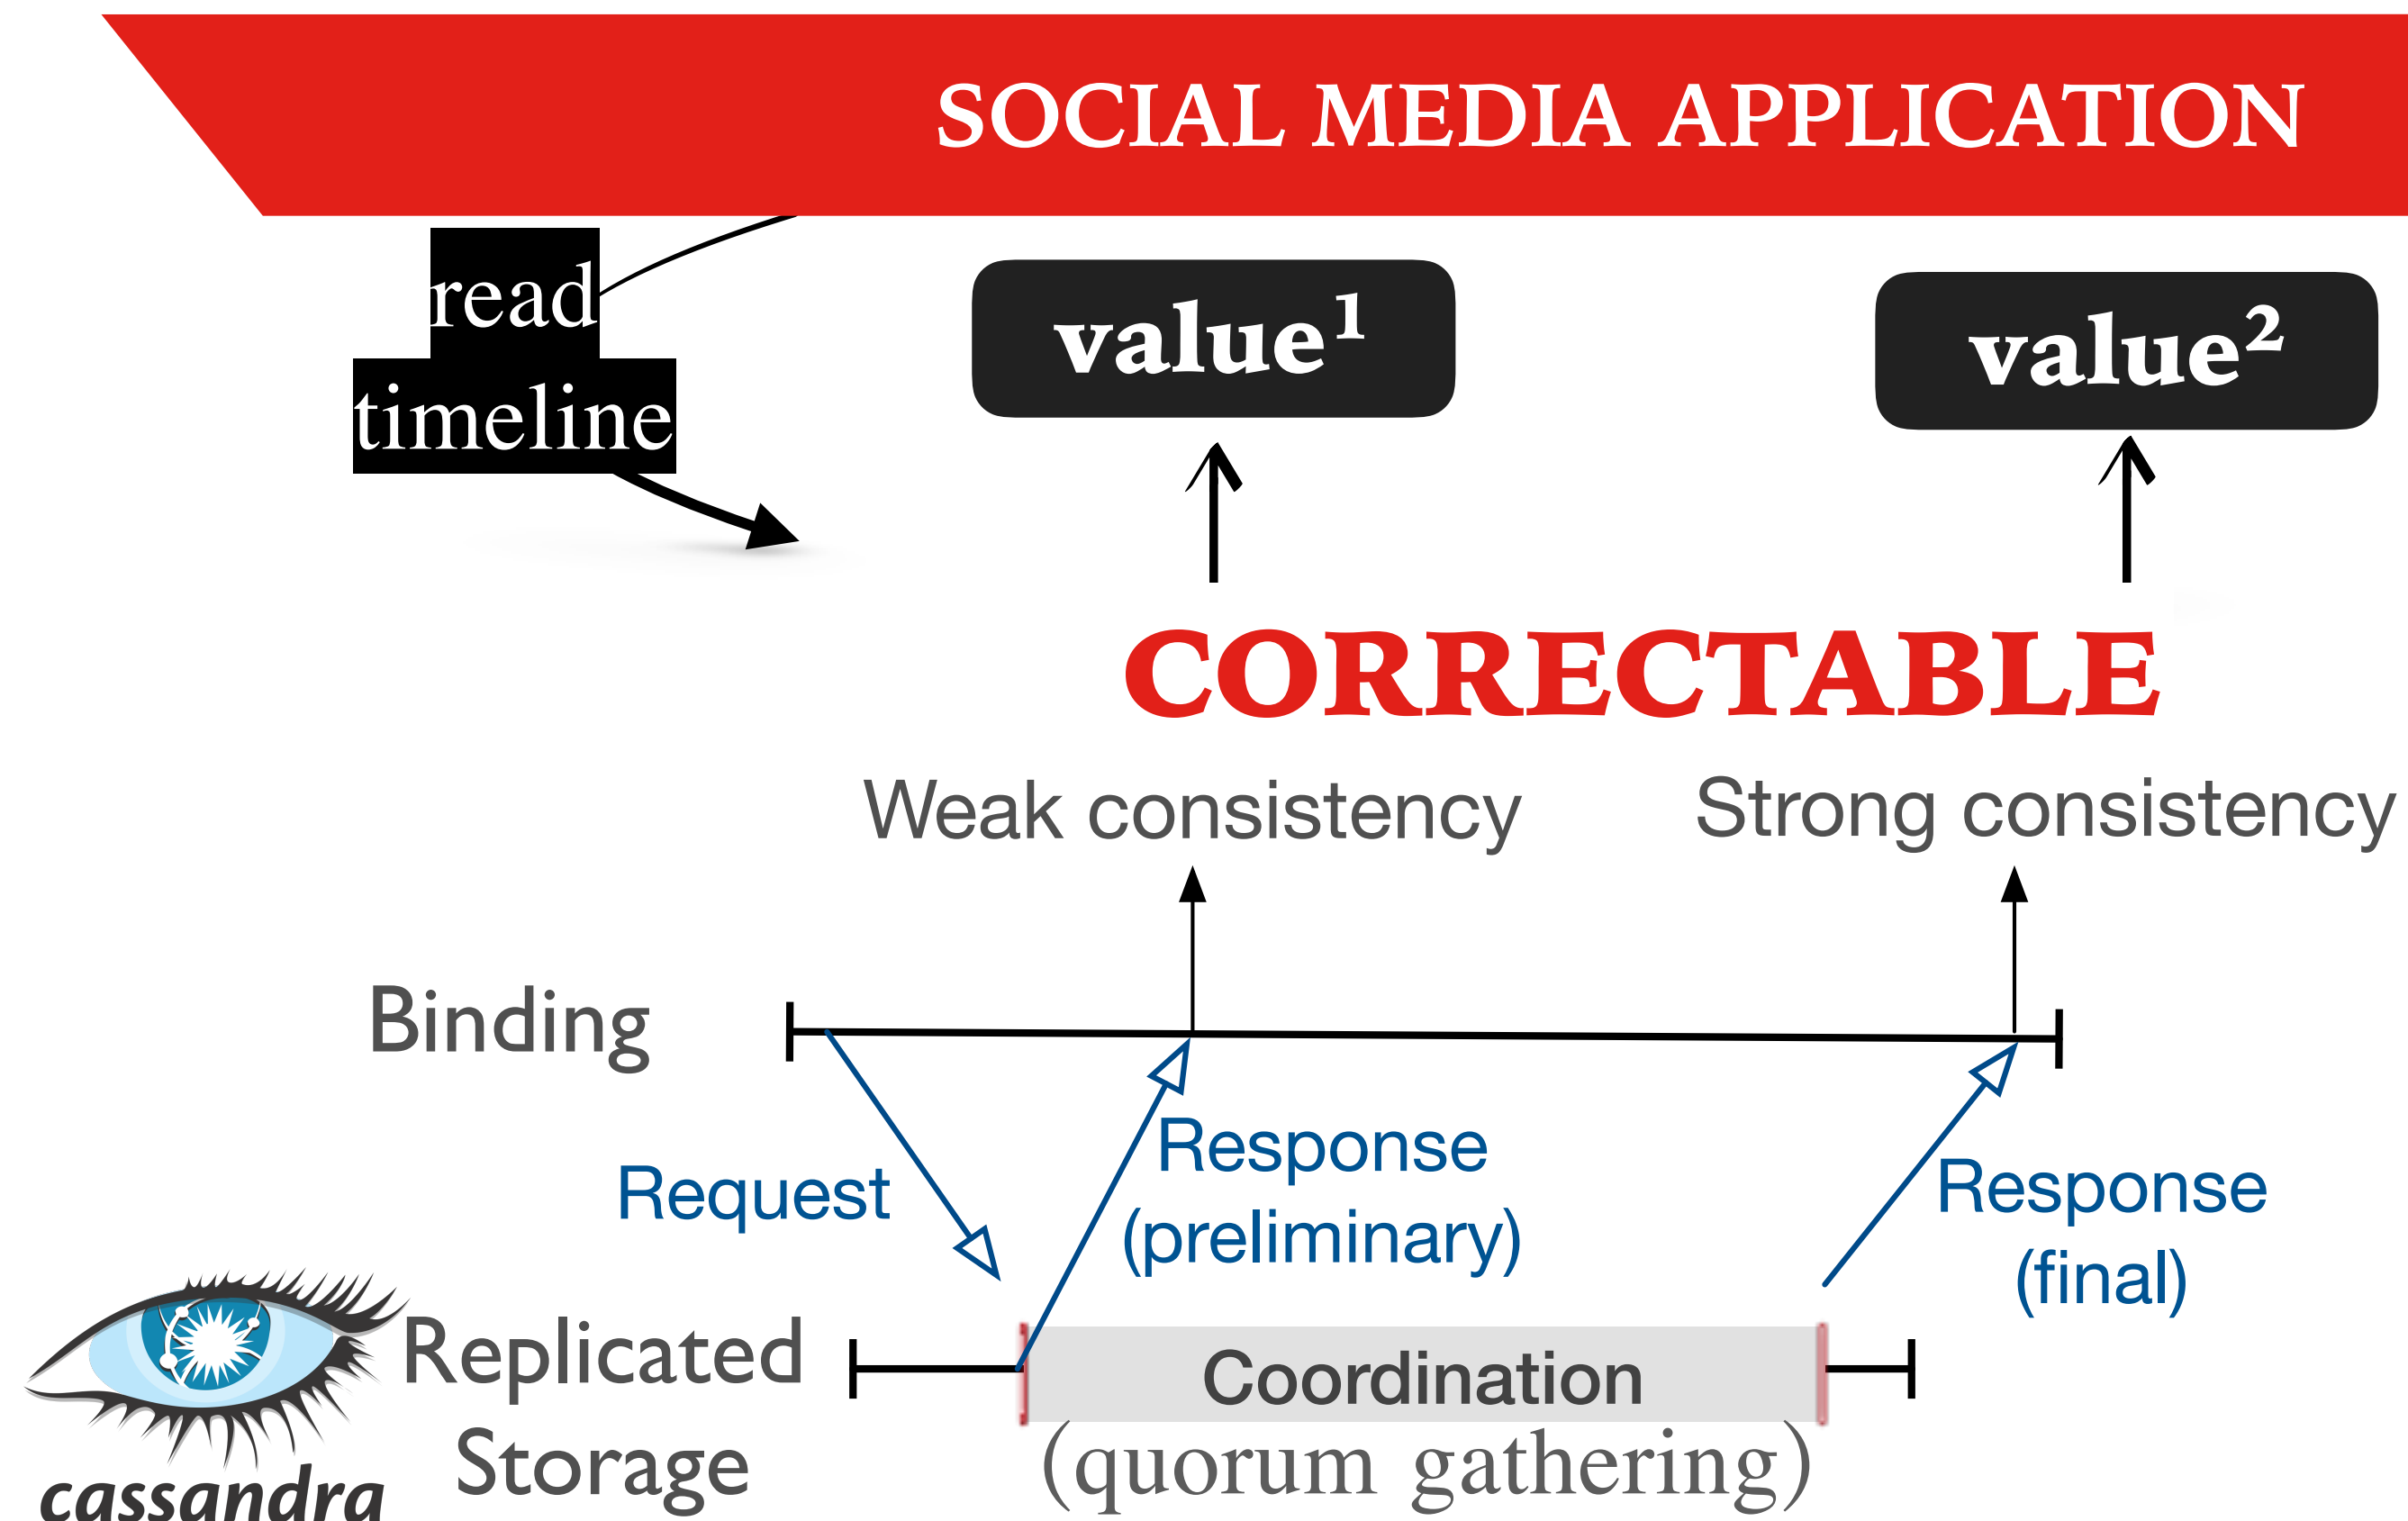 SOCIAL MEDIA APPLICATION
read
timeline
value¹
value²
CORRECTABLE
Weak consistency
Strong consistency
Binding
Request
Response
(preliminary)
Response
(final)
Replicated
Storage
Coordination
(quorum gathering)
cassandra